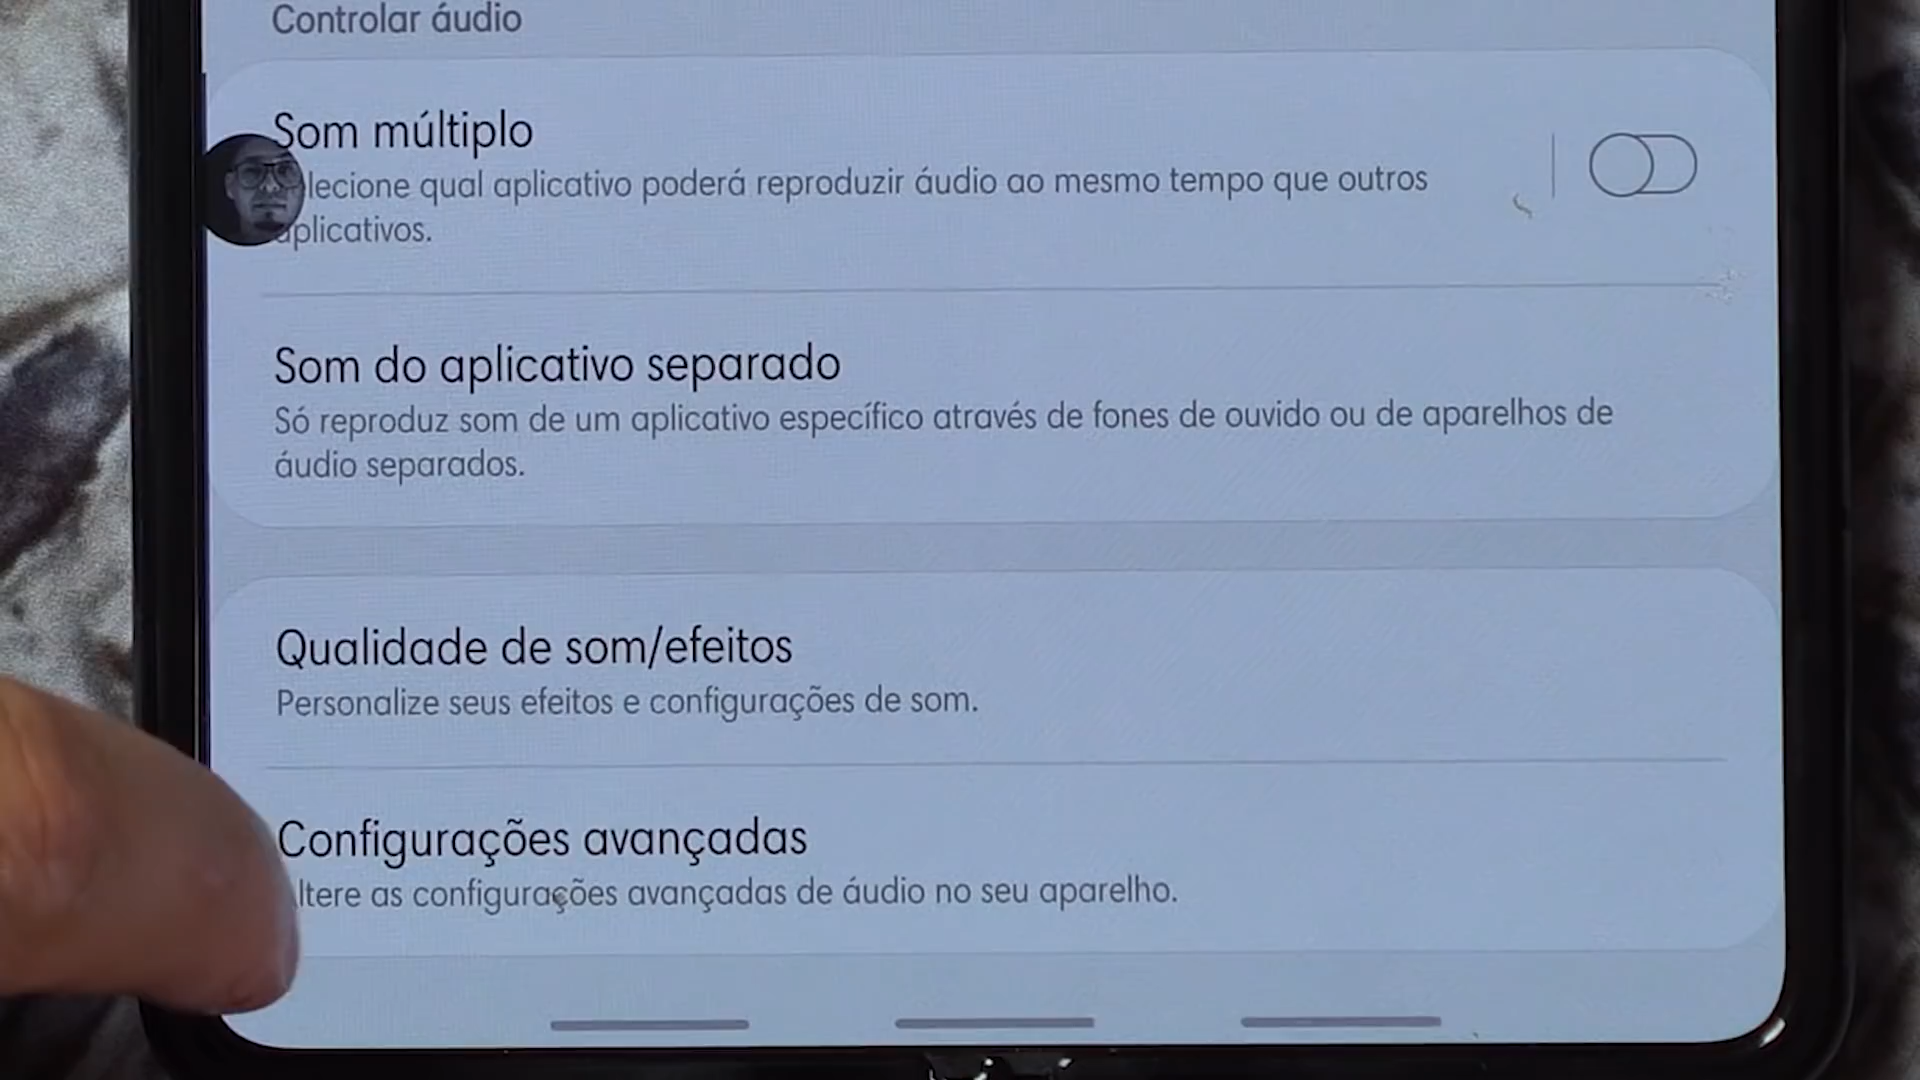 Controlar áudio
Som múltiplo
lecione qual aplicativo poderá reproduzir áudio ao mesmo tempo que outros
aplicativos.
Som do aplicativo separado
Só reproduz som de um aplicativo específico através de fones de ouvido ou de aparelhos de
áudio separados.
Qualidade de som/efeitos
Personalize seus efeitos e configurações de som.
Configurações avançadas
ltere as configurações avançadas de áudio no seu aparelho.